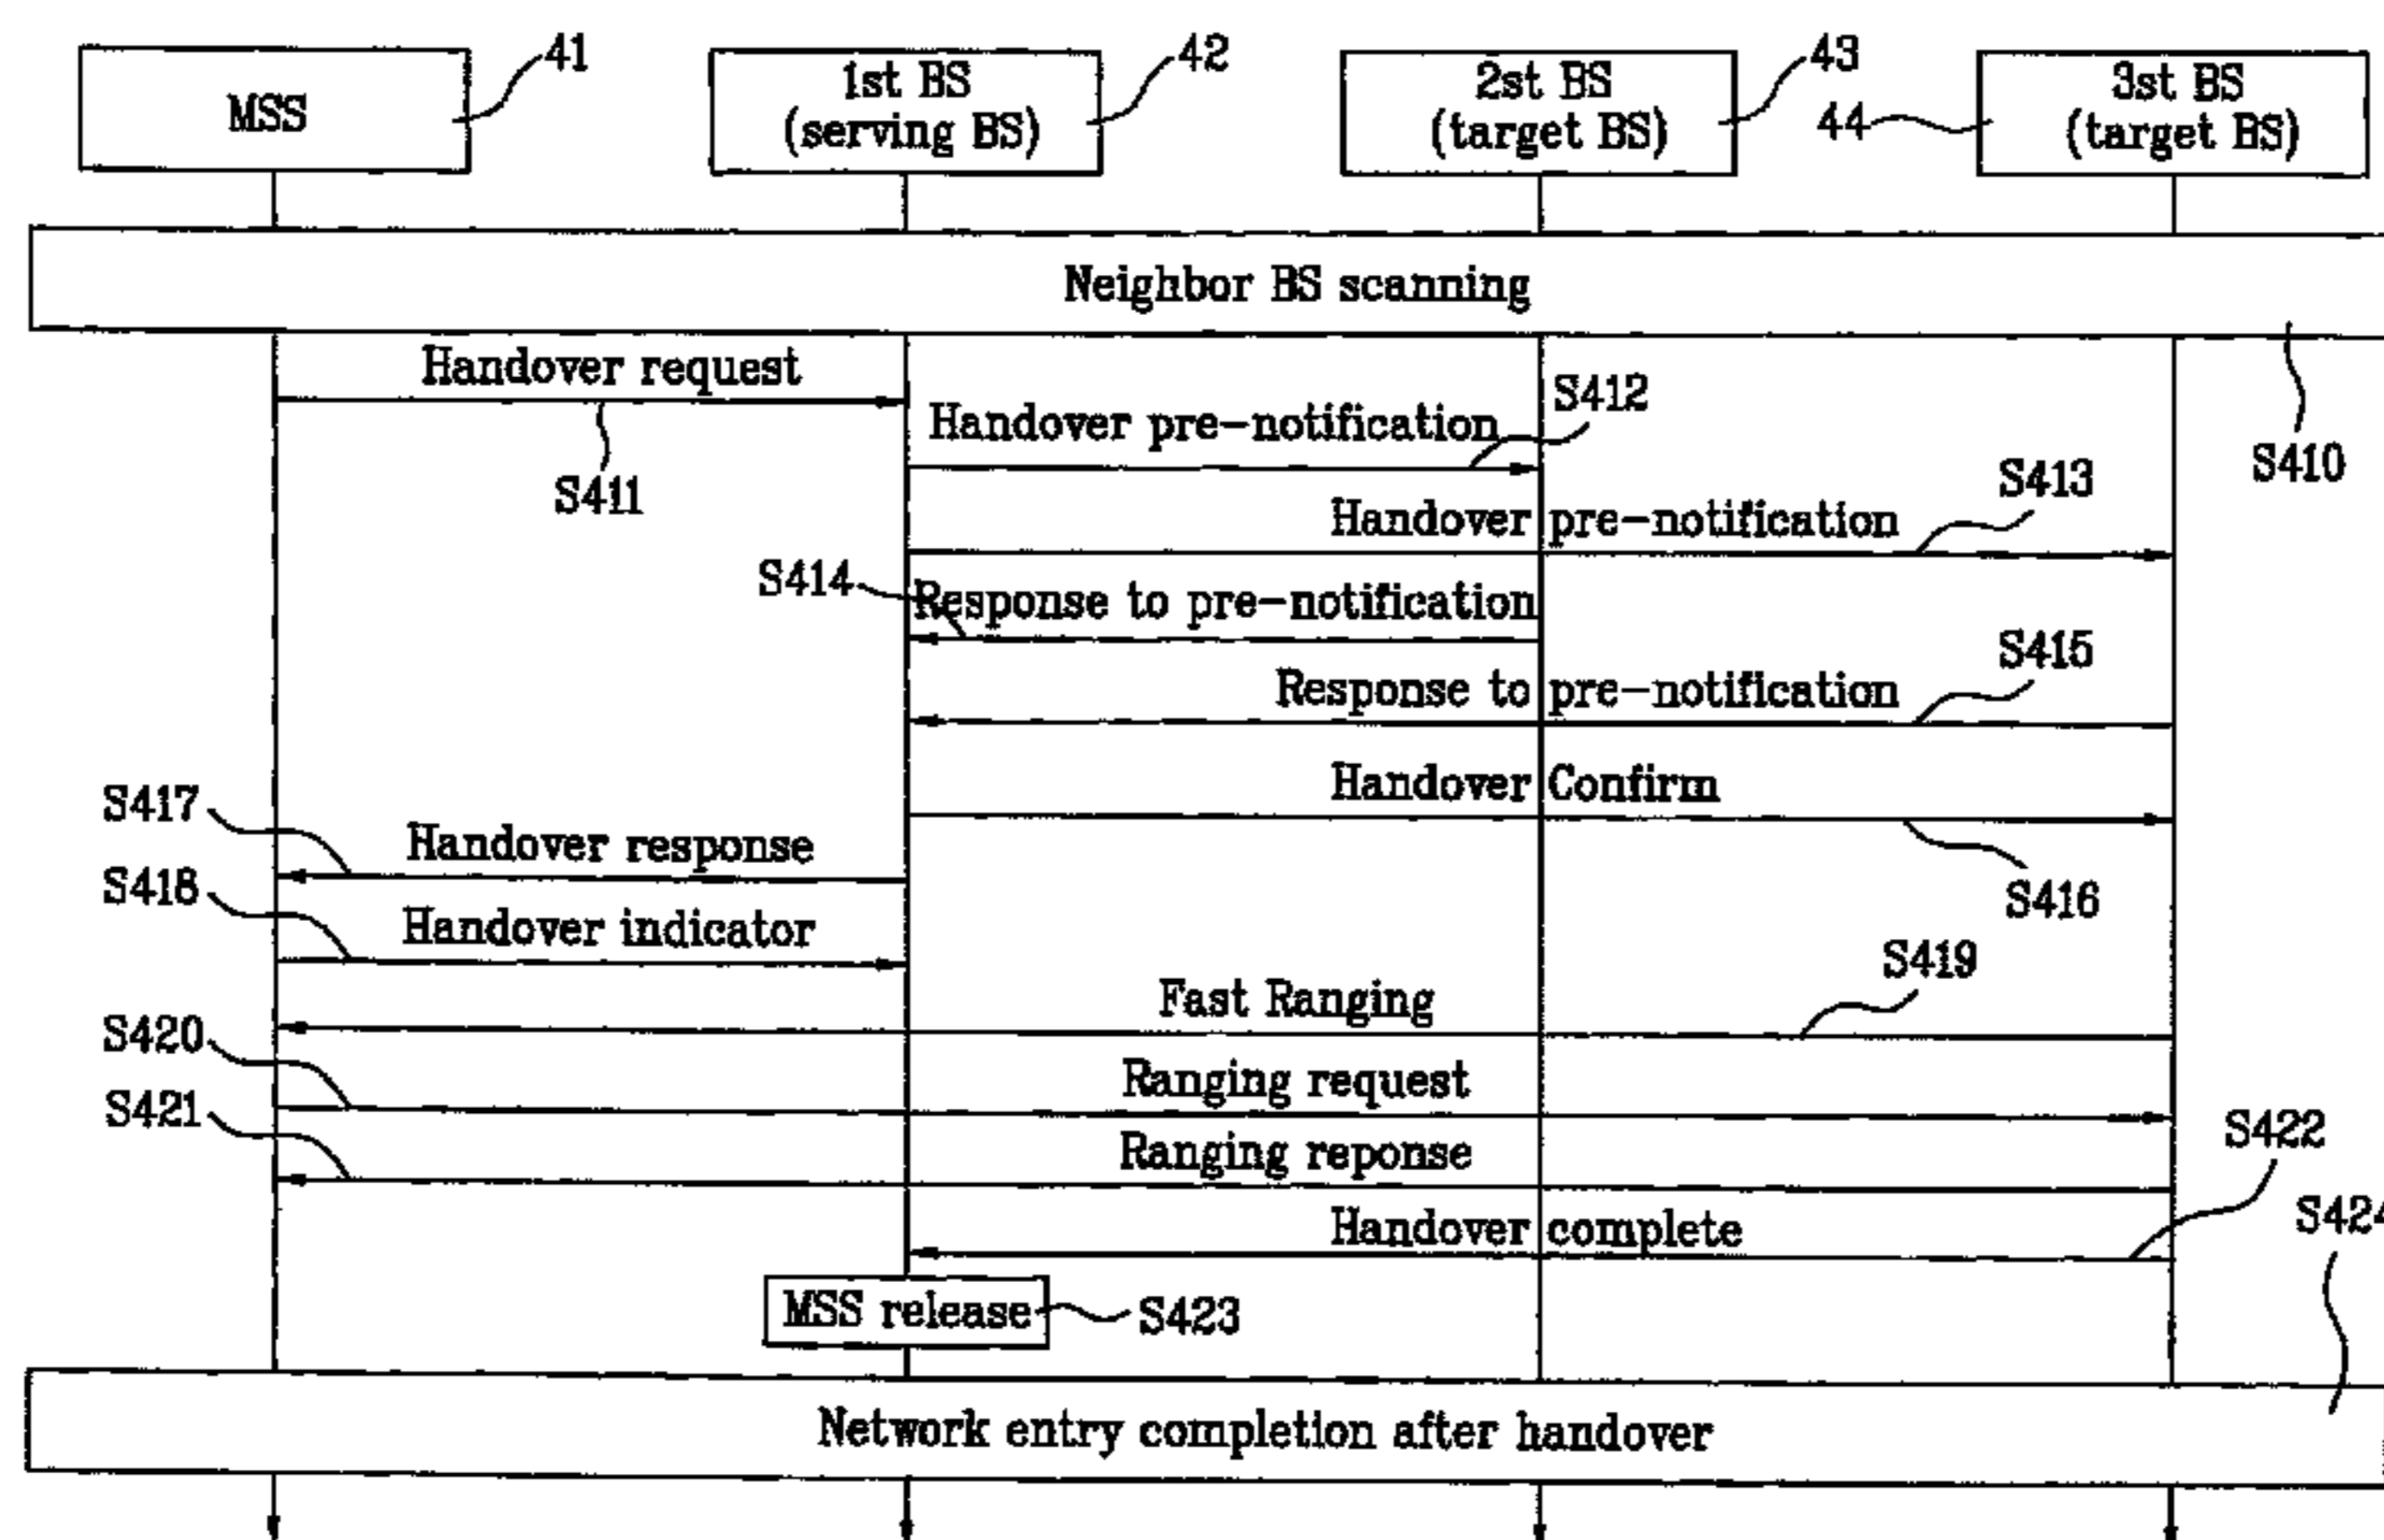 MSS
41
1st BS
(serving BS)
42
2st BS
(target BS)
43
44
3st BS
(target BS)
Neighbor BS scanning
S410
Handover request
S411
Handover pre-notification
S412
Handover pre-notification
S413
S414
Response to pre-notification
Response to pre-notification
S415
Handover Confirm
S416
S417
Handover response
S418
Handover indicator
Fast Ranging
S419
S420
Ranging request
S421
Ranging reponse
S422
Handover complete
S424
MSS release
S423
Network entry completion after handover